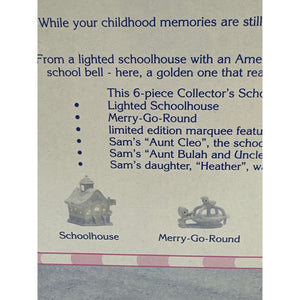 While your childhood memories are still
From a lighted schoolhouse with an Ame
school bell - here, a golden one that rea
This 6-piece Collector's Scho
• Lighted Schoolhouse
• Merry-Go-Round
• limited edition marquee featu
• Sam's "Aunt Cleo", the schoo
• Sam's "Aunt Bulah and Uncle
• Sam's daughter, "Heather", wa
Schoolhouse
Merry-Go-Round